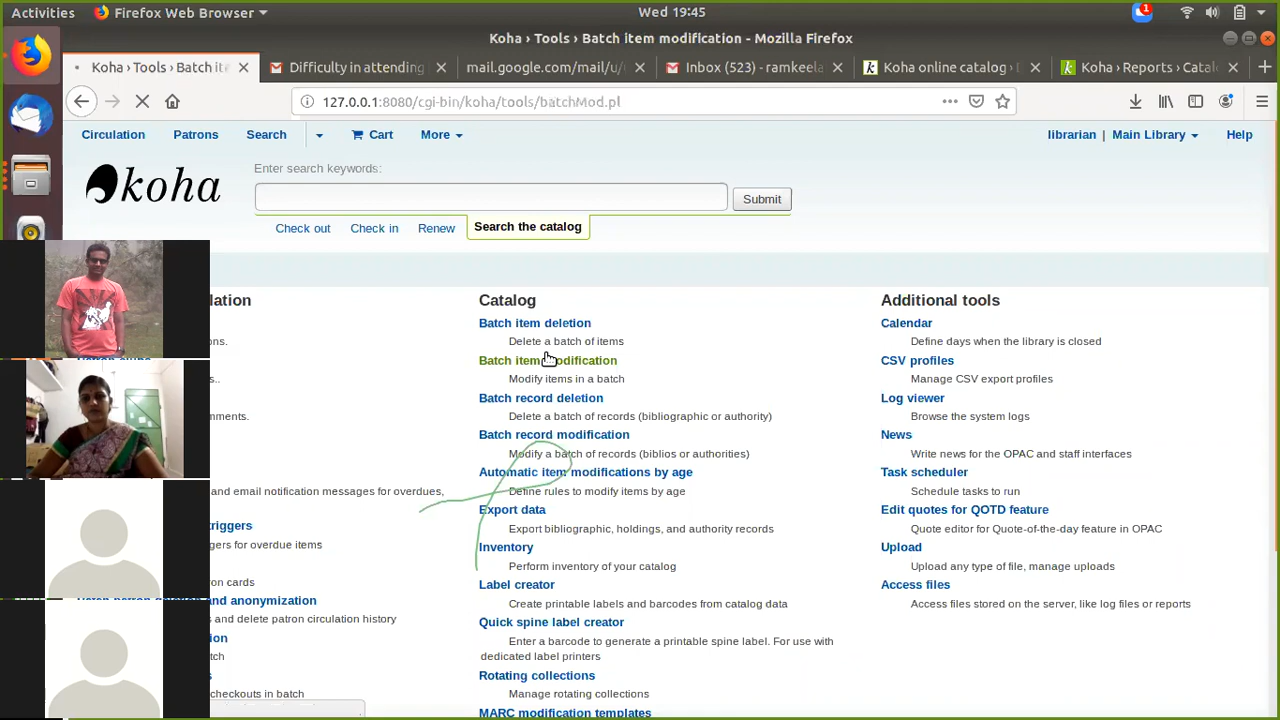 Activities Firefox Web Browser Wed 19:45 1
Koha › Tools › Batch item modification - Mozilla Firefox
Koha › Tools › Batch ite Difficulty in attending mail.google.com/mail/u/ Inbox (523) - ramkeela Koha online catalog › Koha › Reports › Catal
127.0.0.1:8080/cgi-bin/koha/tools/batchMod.pl
Circulation Patrons Search Cart More librarian | Main Library Help
koha
Enter search keywords:
Submit
Check out Check in Renew Search the catalog
lation
ons.
s..
mments.
and email notification messages for overdues,
triggers
gers for overdue items
on cards
and anonymization
s and delete patron circulation history
tion
tch
s
checkouts in batch
Catalog
Batch item deletion
Delete a batch of items
Batch item modification
Modify items in a batch
Batch record deletion
Delete a batch of records (bibliographic or authority)
Batch record modification
Modify a batch of records (biblios or authorities)
Automatic item modifications by age
Define rules to modify items by age
Export data
Export bibliographic, holdings, and authority records
Inventory
Perform inventory of your catalog
Label creator
Create printable labels and barcodes from catalog data
Quick spine label creator
Enter a barcode to generate a printable spine label. For use with
dedicated label printers
Rotating collections
Manage rotating collections
MARC modification templates
Additional tools
Calendar
Define days when the library is closed
CSV profiles
Manage CSV export profiles
Log viewer
Browse the system logs
News
Write news for the OPAC and staff interfaces
Task scheduler
Schedule tasks to run
Edit quotes for QOTD feature
Quote editor for Quote-of-the-day feature in OPAC
Upload
Upload any type of file, manage uploads
Access files
Access files stored on the server, like log files or reports